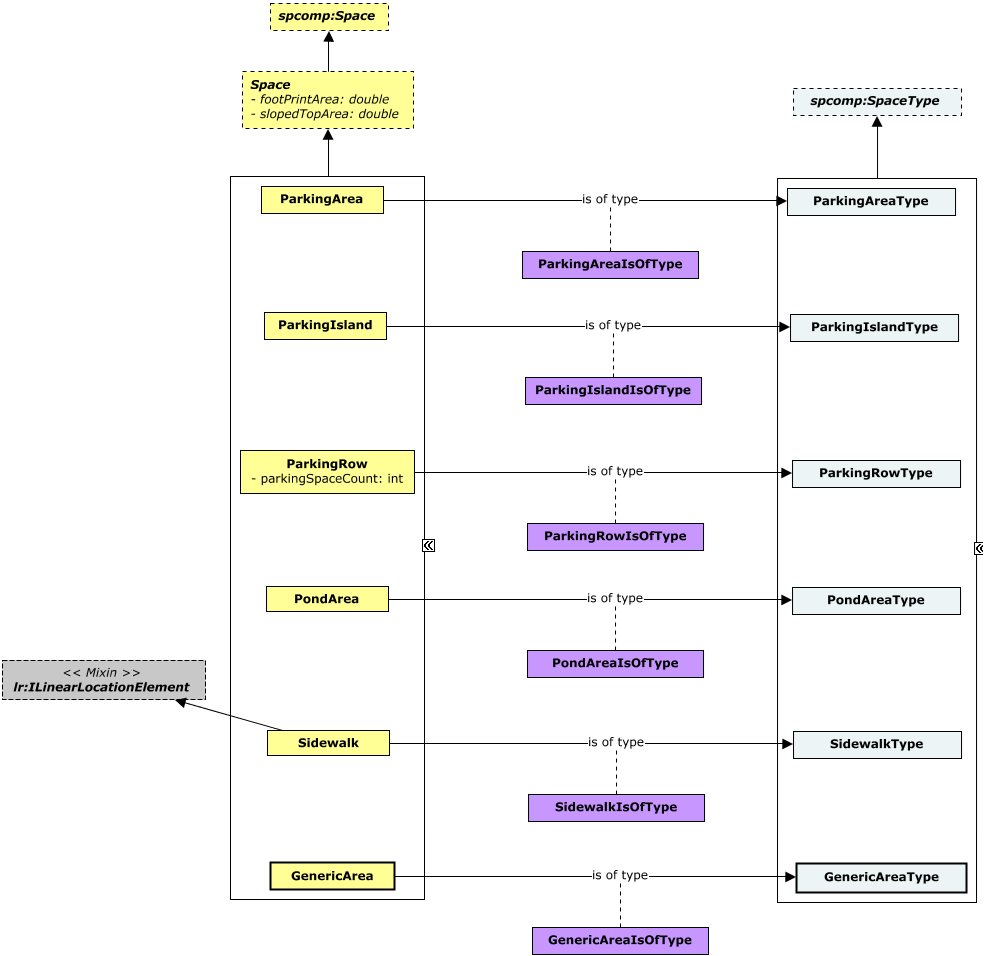 spcomp:Space
Space
- footPrintArea: double
- slopedTopArea: double
spcomp:SpaceType
ParkingArea
is of type
ParkingAreaType
ParkingAreaIsOfType
ParkingIsland
is of type
ParkingIslandType
ParkingIslandIsOfType
ParkingRow
- parkingSpaceCount: int
is of type
ParkingRowType
ParkingRowIsOfType
PondArea
is of type
PondAreaType
PondAreaIsOfType
<< Mixin >>
lr:ILinearLocationElement
Sidewalk
is of type
SidewalkType
SidewalkIsOfType
GenericArea
is of type
GenericAreaType
GenericAreaIsOfType